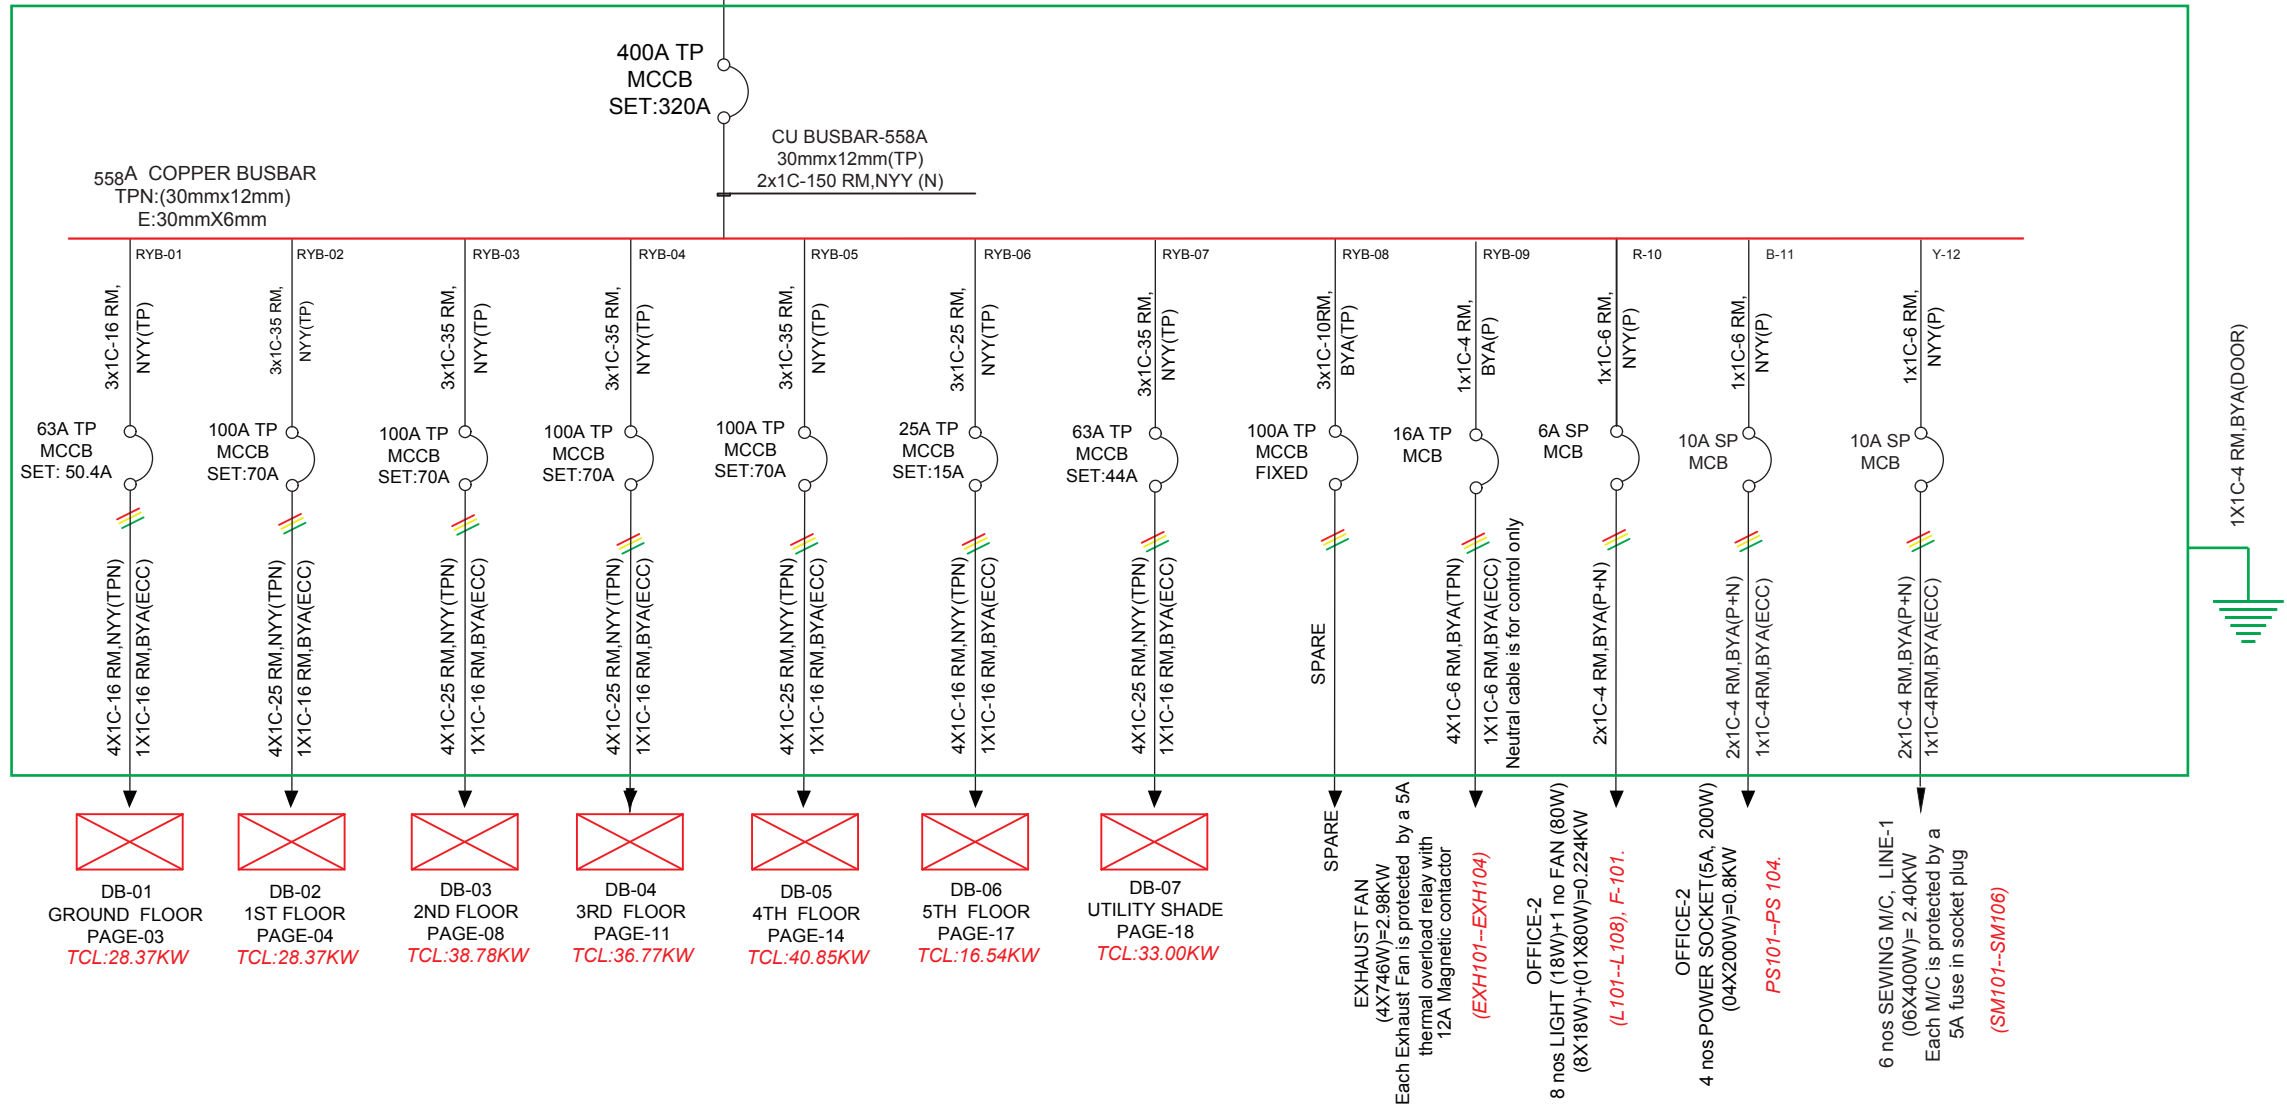 400A TP
MCCB
SET:320A
CU BUSBAR-558A
30mmx12mm(TP)
2x1C-150 RM,NYY (N)
558A COPPER BUSBAR
TPN:(30mmx12mm)
E:30mmX6mm
RYB-01
RYB-02
RYB-03
RYB-04
RYB-05
RYB-06
RYB-07
RYB-08
RYB-09
R-10
B-11
Y-12
3x1C-16 RM,
NYY(TP)
3x1C-35 RM,
NYY(TP)
3x1C-35 RM,
NYY(TP)
3x1C-35 RM,
NYY(TP)
3x1C-35 RM,
NYY(TP)
3x1C-25 RM,
NYY(TP)
3x1C-35 RM,
NYY(TP)
3x1C-10RM,
BYA(TP)
1x1C-4 RM,
BYA(P)
1x1C-6 RM,
NYY(P)
1x1C-6 RM,
NYY(P)
1x1C-6 RM,
NYY(P)
1X1C-4 RM,BYA(DOOR)
63A TP
MCCB
SET: 50.4A
100A TP
MCCB
SET:70A
100A TP
MCCB
SET:70A
100A TP
MCCB
SET:70A
100A TP
MCCB
SET:70A
25A TP
MCCB
SET:15A
63A TP
MCCB
SET:44A
100A TP
MCCB
FIXED
16A TP
MCB
6A SP
MCB
10A SP
MCB
10A SP
MCB
4X1C-16 RM,NYY(TPN)
1X1C-16 RM,BYA(ECC)
4X1C-25 RM,NYY(TPN)
1X1C-16 RM,BYA(ECC)
4X1C-25 RM,NYY(TPN)
1X1C-16 RM,BYA(ECC)
4X1C-25 RM,NYY(TPN)
1X1C-16 RM,BYA(ECC)
4X1C-25 RM,NYY(TPN)
1X1C-16 RM,BYA(ECC)
4X1C-16 RM,NYY(TPN)
1X1C-16 RM,BYA(ECC)
4X1C-25 RM,NYY(TPN)
1X1C-16 RM,BYA(ECC)
SPARE
4X1C-6 RM,BYA(TPN)
1X1C-6 RM,BYA(ECC)
Neutral cable is for control only
2x1C-4 RM,BYA(P+N)
2x1C-4 RM,BYA(P+N)
1x1C-4RM,BYA(ECC)
2x1C-4 RM,BYA(P+N)
1x1C-4RM,BYA(ECC)
DB-01
GROUND FLOOR
PAGE-03
TCL:28.37KW
DB-02
1ST FLOOR
PAGE-04
TCL:28.37KW
DB-03
2ND FLOOR
PAGE-08
TCL:38.78KW
DB-04
3RD FLOOR
PAGE-11
TCL:36.77KW
DB-05
4TH FLOOR
PAGE-14
TCL:40.85KW
DB-06
5TH FLOOR
PAGE-17
TCL:16.54KW
DB-07
UTILITY SHADE
PAGE-18
TCL:33.00KW
SPARE
EXHAUST FAN
(4X746W)=2.98KW
Each Exhaust Fan is protected by a 5A
thermal overload relay with
12A Magnetic contactor
(EXH101--EXH104)
OFFICE-2
8 nos LIGHT (18W)+1 no FAN (80W)
(8X18W)+(01X80W)=0.224KW
(L101--L108), F-101.
OFFICE-2
4 nos POWER SOCKET(5A, 200W)
(04X200W)=0.8KW
PS101--PS 104.
6 nos SEWING M/C, LINE-1
(06X400W)= 2.40KW
Each M/C is protected by a
5A fuse in socket plug
(SM101--SM106)